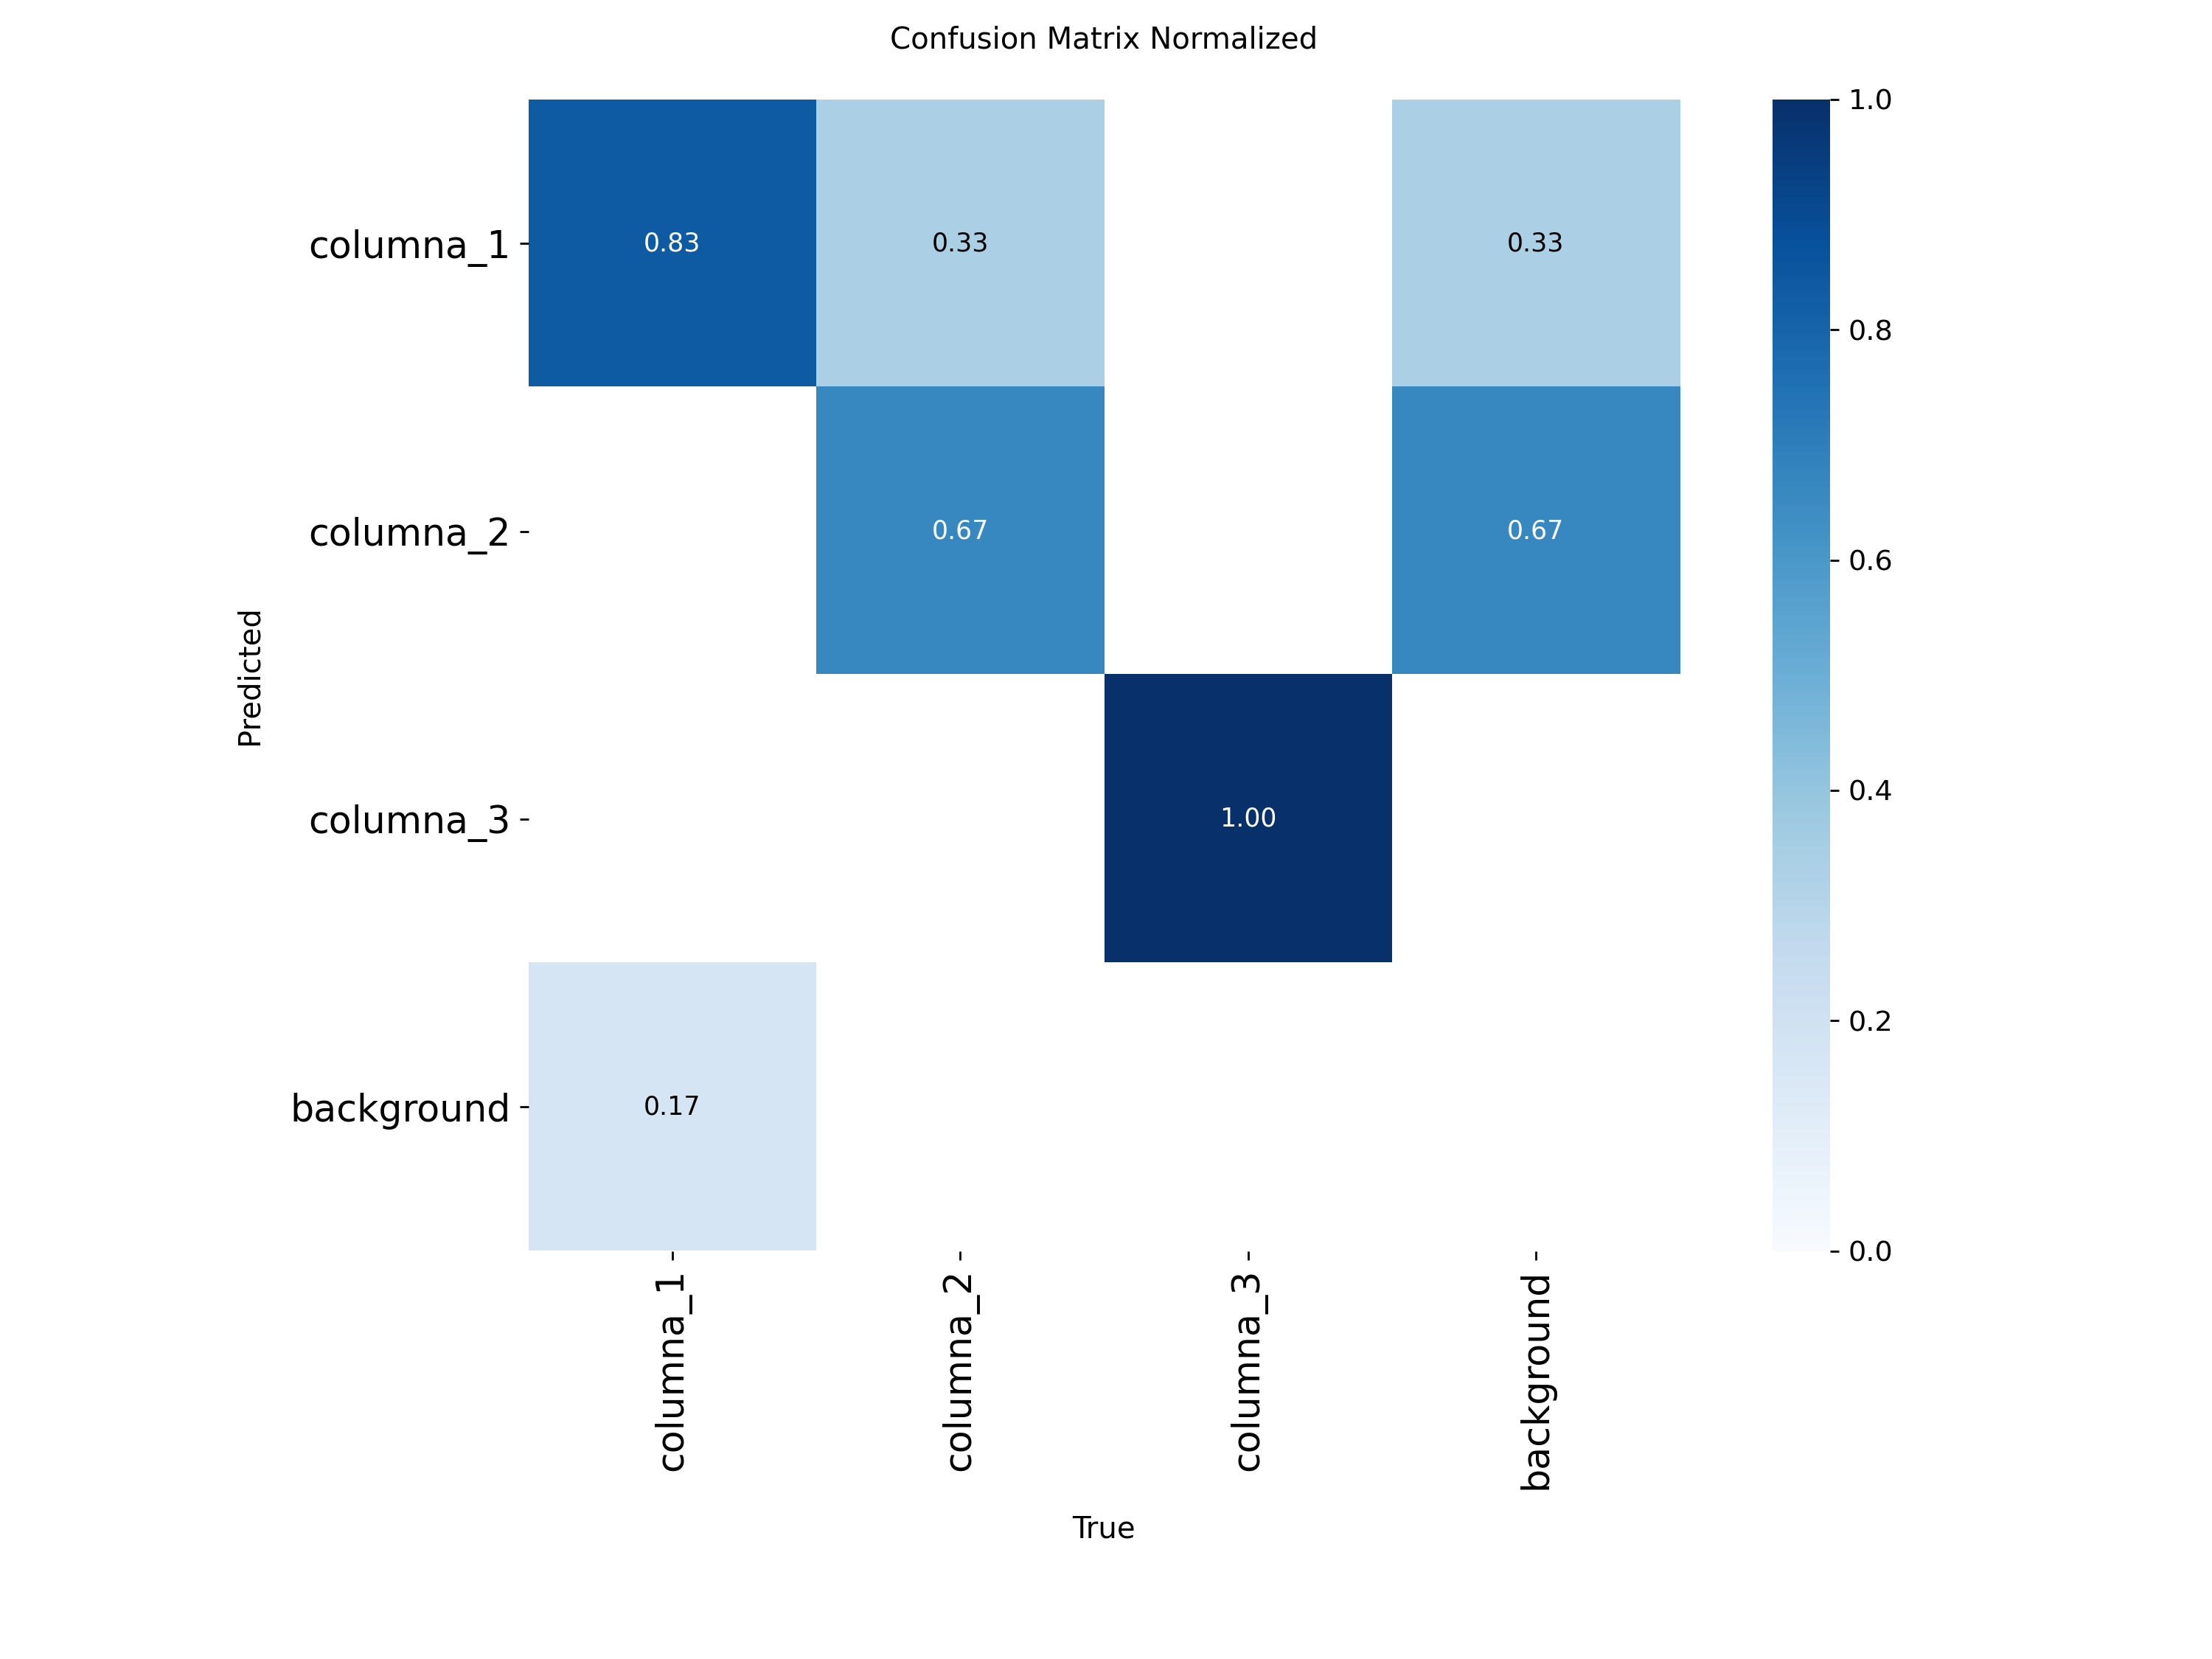 Confusion Matrix Normalized
columna_1
0.83
0.33
0.33
columna_2
0.67
0.67
columna_3
1.00
background
0.17
Predicted
columna_1
columna_2
columna_3
background
True
1.0
0.8
0.6
0.4
0.2
0.0